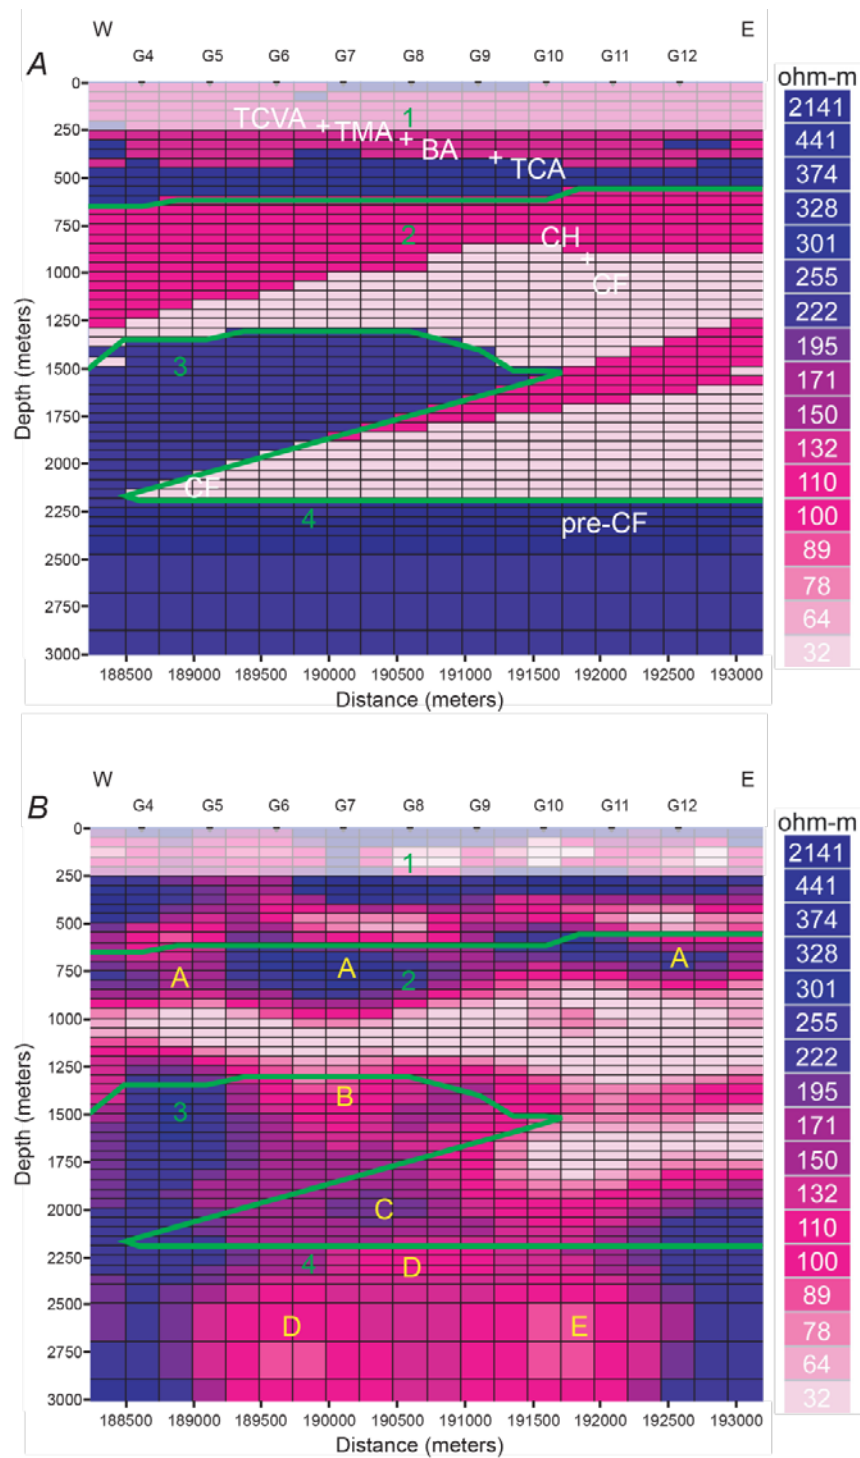 W E
G4 G5 G6 G7 G8 G9 G10 G11 G12
A
ohm-m
0
250
500
750
1000
1250
1500
1750
2000
2250
2500
2750
3000
Depth (meters)
TCVA
TMA
1
BA
TCA
2
CH
CF
3
CF
4
pre-CF
188500 189000 189500 190000 190500 191000 191500 192000 192500 193000
Distance (meters)
2141
441
374
328
301
255
222
195
171
150
132
110
100
89
78
64
32
W E
G4 G5 G6 G7 G8 G9 G10 G11 G12
B
ohm-m
0
250
500
750
1000
1250
1500
1750
2000
2250
2500
2750
3000
Depth (meters)
1
A A 2 A
B
3
C
4 D
D E
188500 189000 189500 190000 190500 191000 191500 192000 192500 193000
Distance (meters)
2141
441
374
328
301
255
222
195
171
150
132
110
100
89
78
64
32